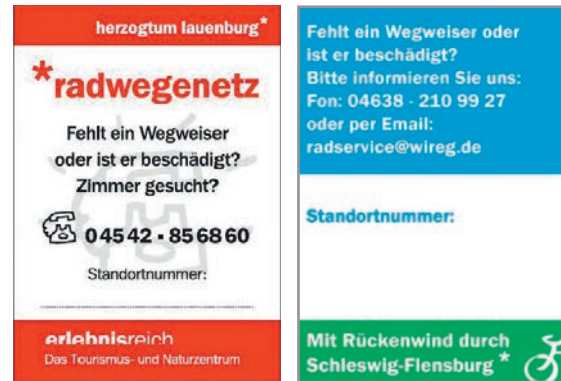 herzogtum lauenburg*
*radwegenetz
Fehlt ein Wegweiser
oder ist er beschädigt?
Zimmer gesucht?
04542 - 856860
Standortnummer:
erlebnisreich
Das Tourismus- und Naturzentrum
Fehlt ein Wegweiser oder
ist er beschädigt?
Bitte informieren Sie uns:
Fon: 04638 - 210 99 27
oder per Email:
radservice@wireg.de
Standortnummer:
Mit Rückenwind durch
Schleswig-Flensburg *